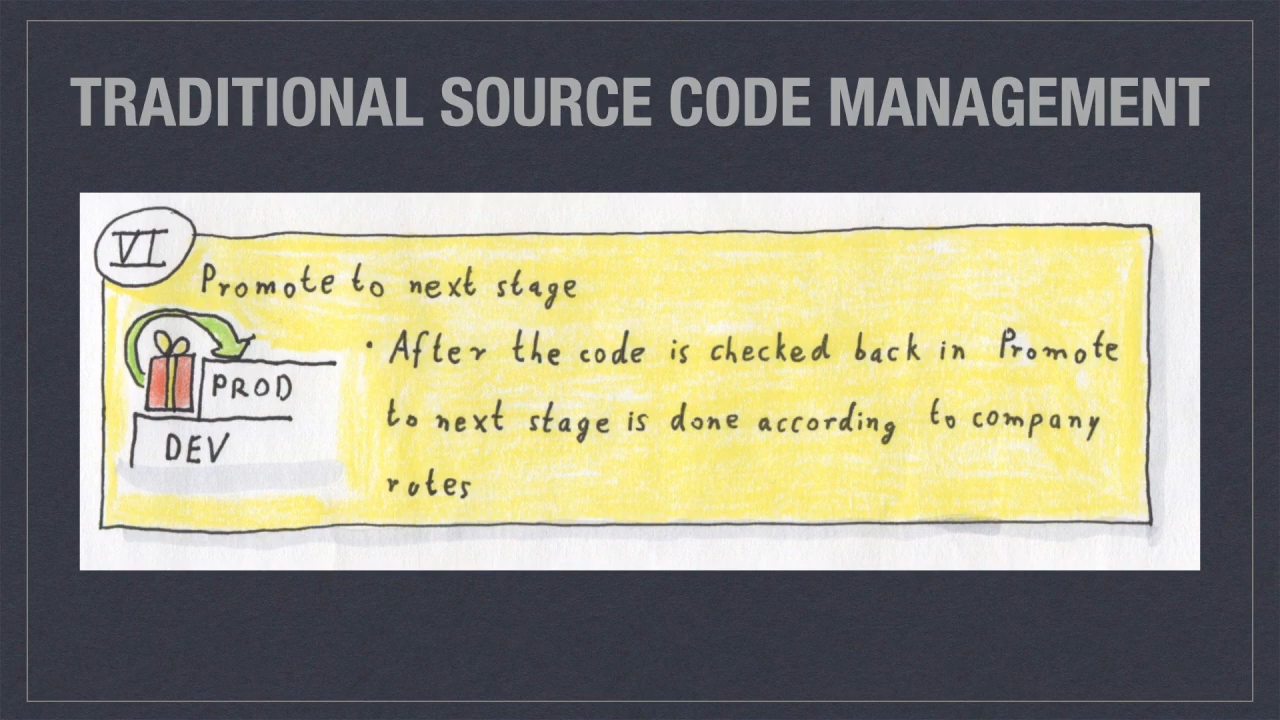 TRADITIONAL SOURCE CODE MANAGEMENT
VI
Promote to next stage
• After the code is checked back in Promote
to next stage is done according to company
rotes
PROD
DEV